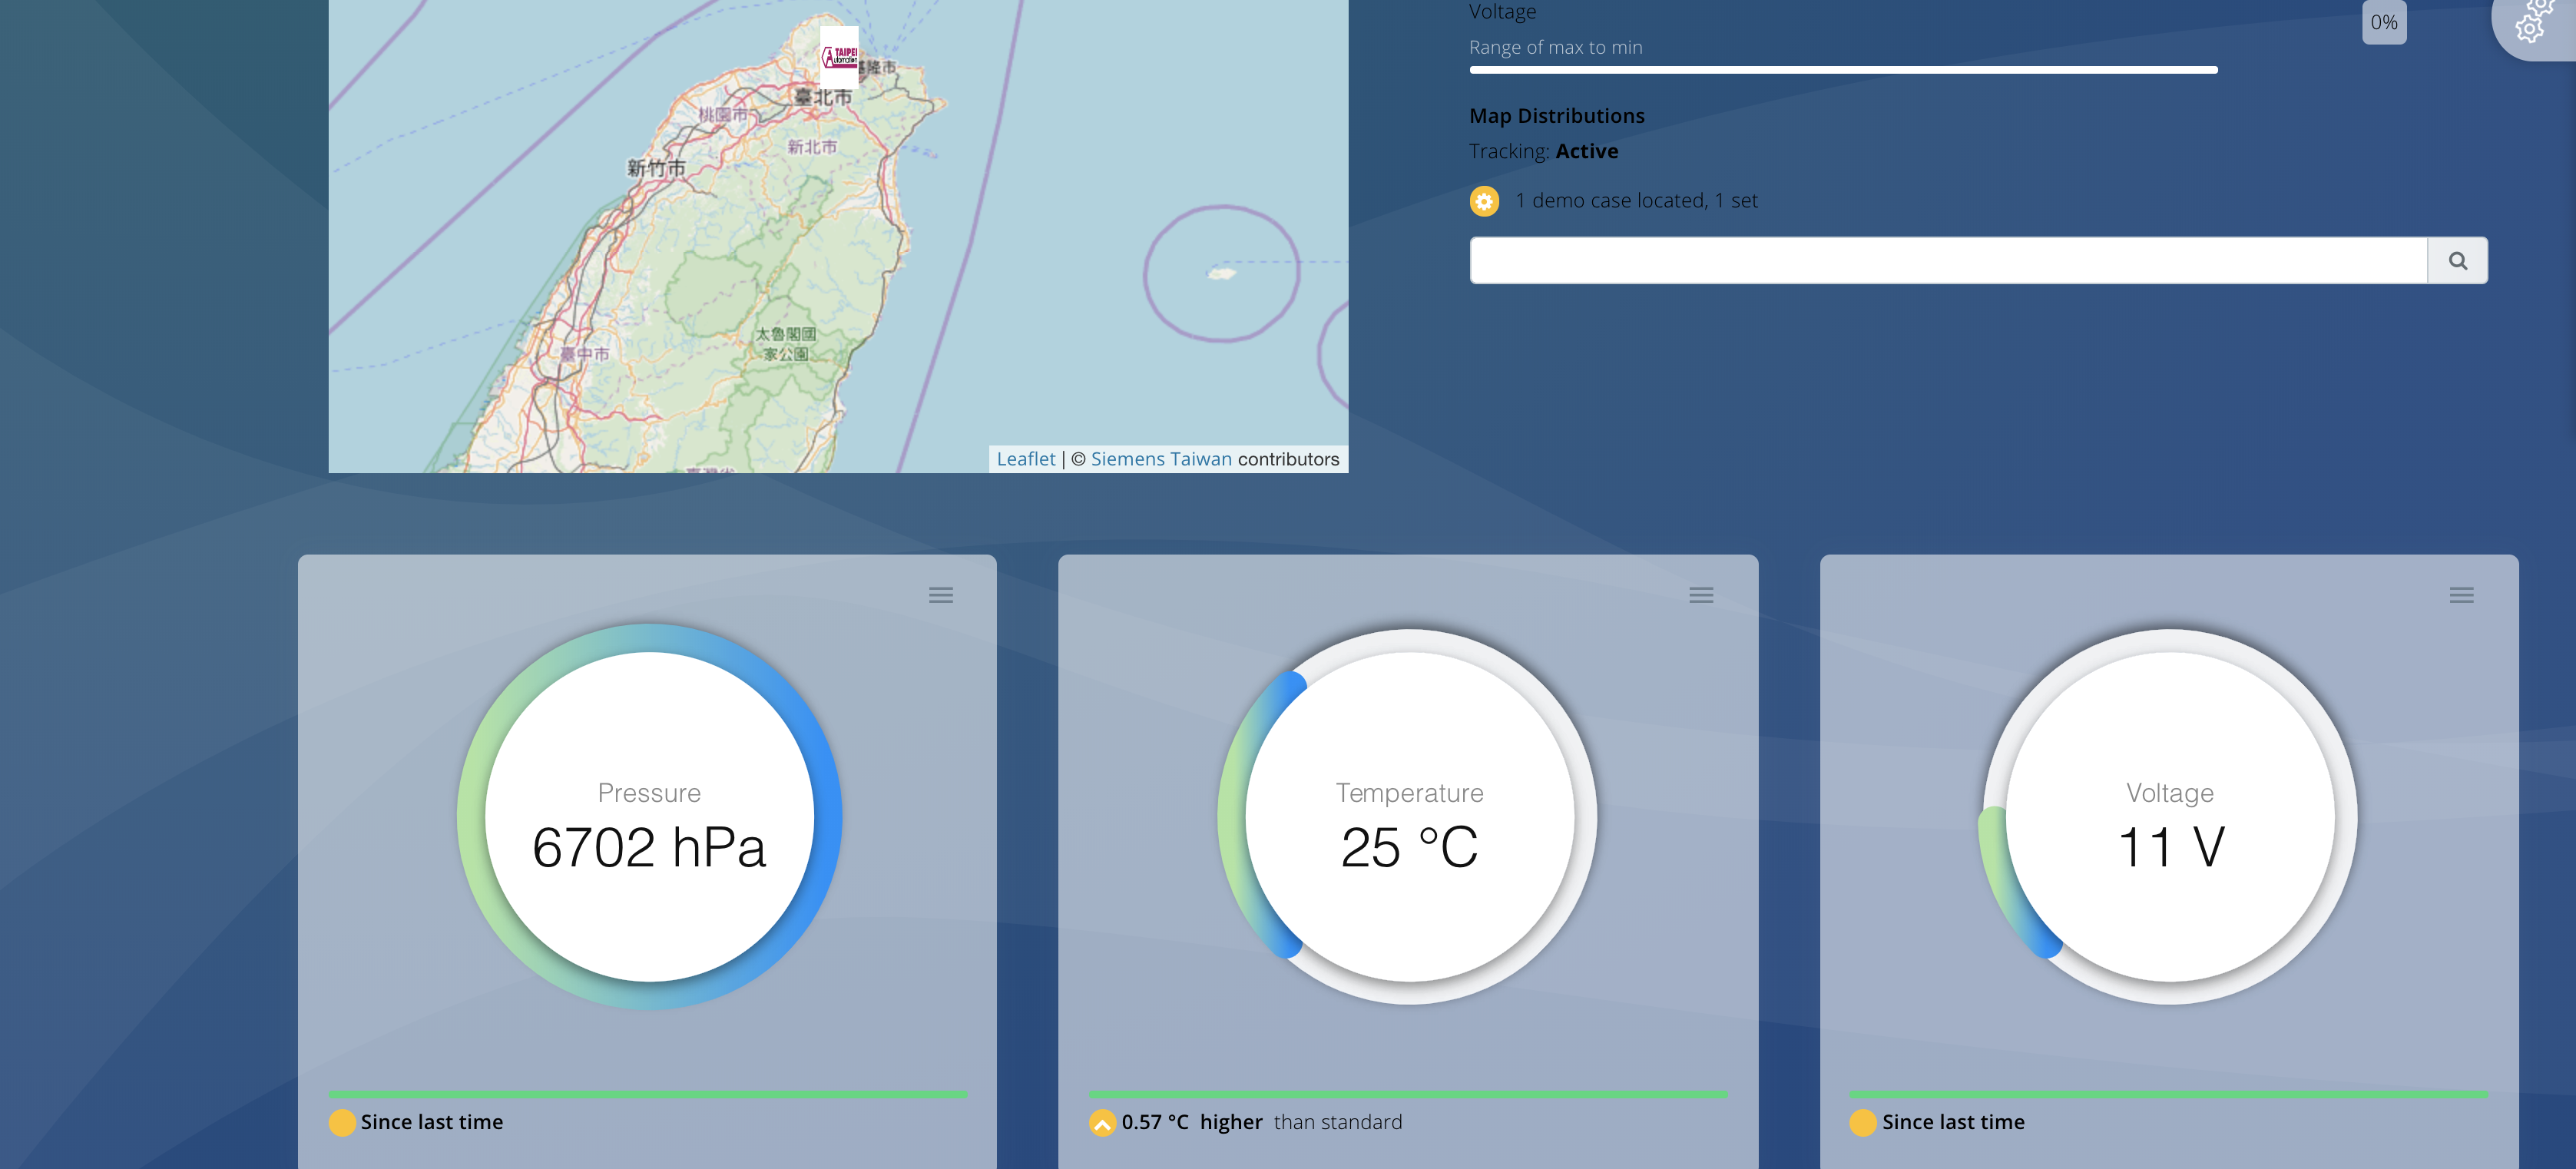 Voltage
0%
Range of max to min
Map Distributions
Tracking: Active
1 demo case located, 1 set
TAIPEI
Automation
基隆市
臺北市
桃園市
新北市
新竹市
太魯閣國
家公園
臺中市
Leaflet | © Siemens Taiwan contributors
Pressure
6702 hPa
Since last time
Temperature
25 °C
0.57 °C higher than standard
Voltage
11 V
Since last time